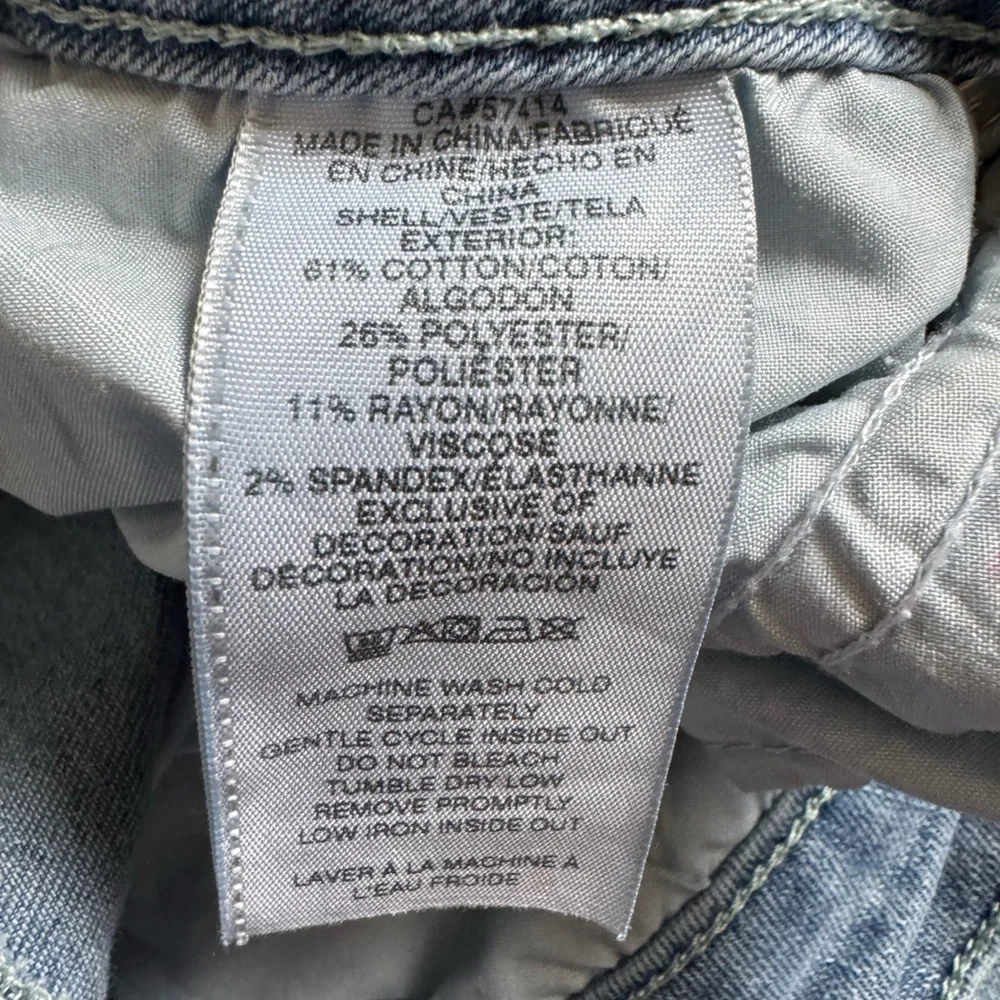 CA#57414
MADE IN CHINA/FABRIQUÉ
EN CHINE/HECHO EN
CHINA
SHELL/VESTE/TELA
EXTERIOR:
61% COTTON/COTON/
ALGODON
26% POLYESTER/
POLIÉSTER
11% RAYON/RAYONNE/
VISCOSE
2% SPANDEX/ÉLASTHANNE
EXCLUSIVE OF
DECORATION/SAUF
DÉCORATION/NO INCLUYE
LA DECORACIÓN
MACHINE WASH COLD
SEPARATELY
GENTLE CYCLE INSIDE OUT
DO NOT BLEACH
TUMBLE DRY LOW
REMOVE PROMPTLY
LOW IRON INSIDE OUT
LAVER À LA MACHINE À
L'EAU FROIDE